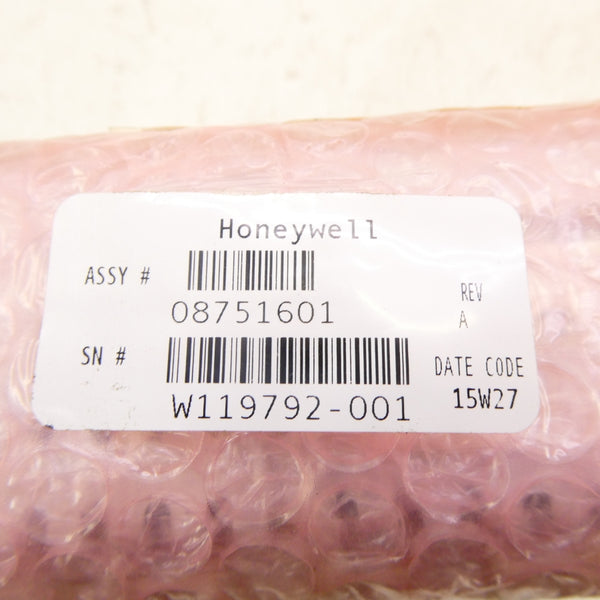 Honeywell
ASSY #
08751601
REV
A
SN #
W119792-001
DATE CODE
15W27